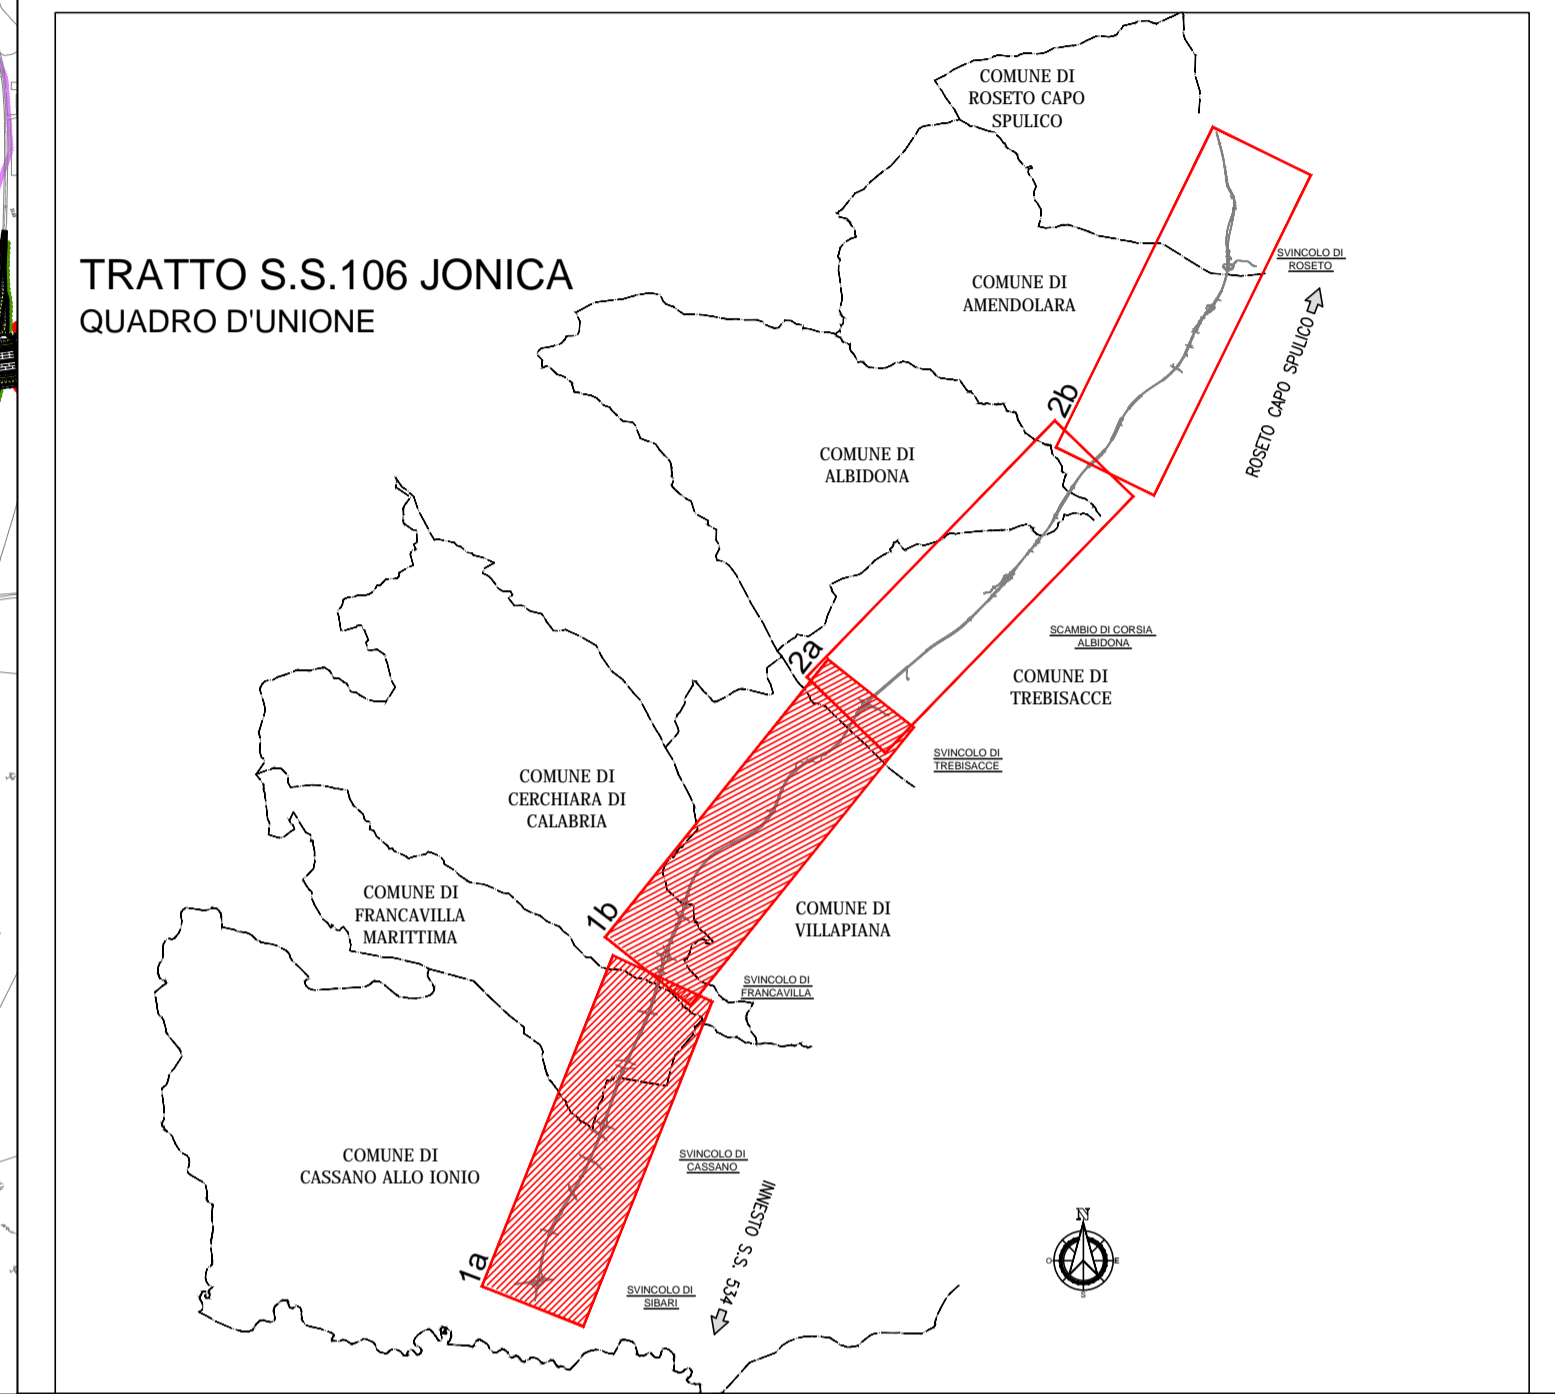 TRATTO S.S.106 JONICA
QUADRO D'UNIONE
COMUNE DI
ROSETO CAPO
SPULICO
SVINCOLO DI
ROSETO
COMUNE DI
AMENDOLARA
ROSETO CAPO SPULICO
2b
COMUNE DI
ALBIDONA
SCAMBIO DI CORSIA
ALBIDONA
2a
COMUNE DI
TREBISACCE
SVINCOLO DI
TREBISACCE
COMUNE DI
CERCHIARA DI
CALABRIA
COMUNE DI
FRANCAVILLA
MARITTIMA
1b
COMUNE DI
VILLAPIANA
SVINCOLO DI
FRANCAVILLA
COMUNE DI
CASSANO ALLO IONIO
SVINCOLO DI
CASSANO
INNESTO S.S. 534
1a
SVINCOLO DI
SIBARI
N
O
E
S